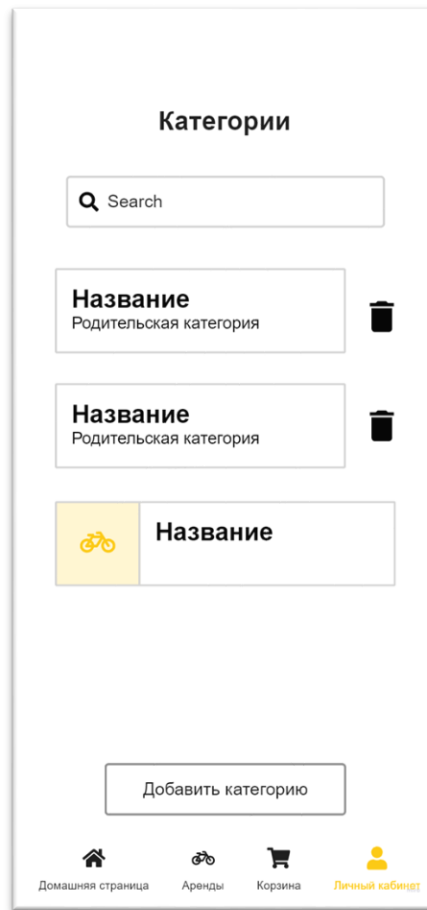 Категории
Search
Название
Родительская категория
Название
Родительская категория
Название
Добавить категорию
Домашняя страница
Аренды
Корзина
Личный кабинет